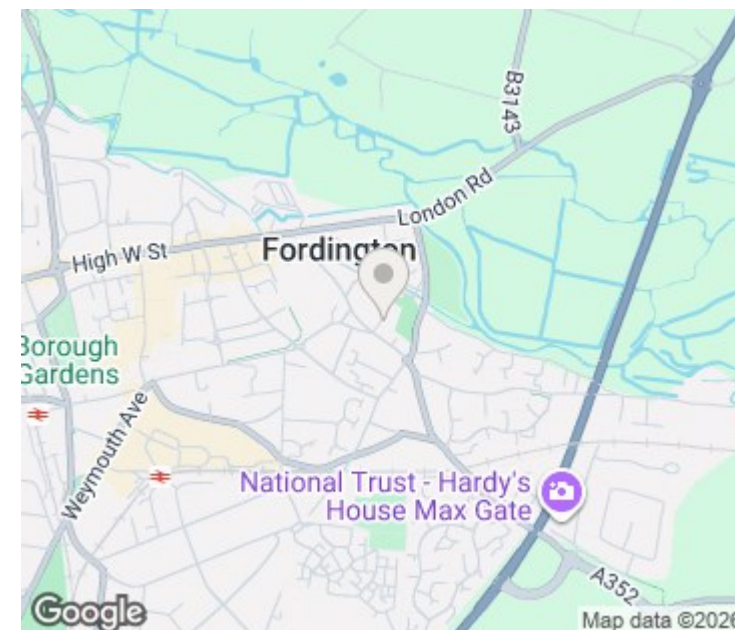 B3143
London Rd
High W St
Fordington
Borough
Gardens
Weymouth Ave
National Trust - Hardy's
House Max Gate
A352
Google
Map data ©2026